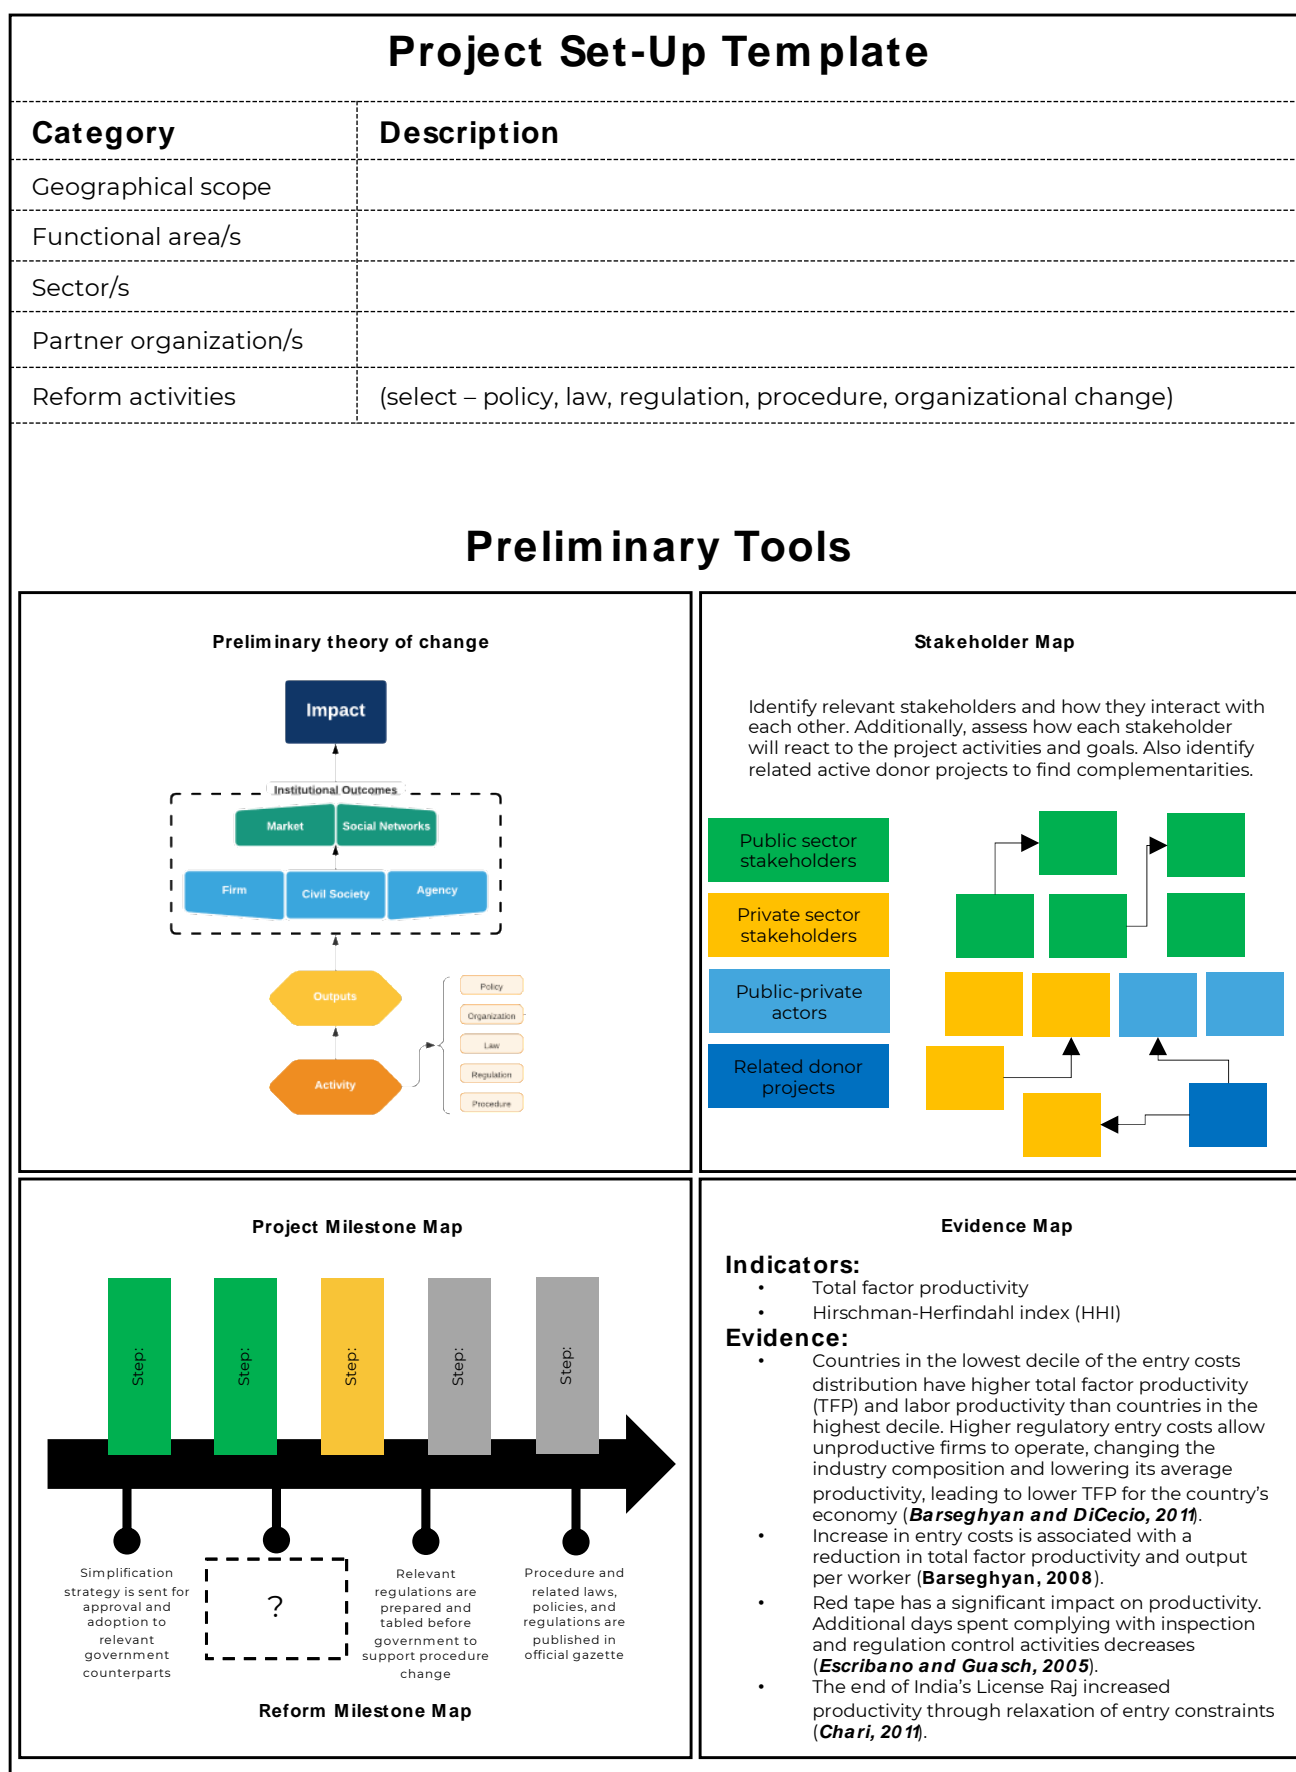 Project Set-Up Template
Category
Description
Geographical scope
Functional area/s
Sector/s
Partner organization/s
Reform activities
(select – policy, law, regulation, procedure, organizational change)
Preliminary Tools
Preliminary theory of change
Impact
Institutional Outcomes
Market
Social Networks
Firm
Civil Society
Agency
Outputs
Activity
Policy
Organization
Law
Regulation
Procedure
Stakeholder Map
Identify relevant stakeholders and how they interact with
each other. Additionally, assess how each stakeholder
will react to the project activities and goals. Also identify
related active donor projects to find complementarities.
Public sector
stakeholders
Private sector
stakeholders
Public-private
actors
Related donor
projects
Project Milestone Map
Step:
Step:
Step:
Step:
Step:
Simplification
strategy is sent for
approval and
adoption to
relevant
government
counterparts
?
Relevant
regulations are
prepared and
tabled before
government to
support procedure
change
Procedure and
related laws,
policies, and
regulations are
published in
official gazette
Reform Milestone Map
Evidence Map
Indicators:
• Total factor productivity
• Hirschman-Herfindahl index (HHI)
Evidence:
• Countries in the lowest decile of the entry costs
distribution have higher total factor productivity
(TFP) and labor productivity than countries in the
highest decile. Higher regulatory entry costs allow
unproductive firms to operate, changing the
industry composition and lowering its average
productivity, leading to lower TFP for the country's
economy (Barseghyan and DiCecio, 2011).
• Increase in entry costs is associated with a
reduction in total factor productivity and output
per worker (Barseghyan, 2008).
• Red tape has a significant impact on productivity.
Additional days spent complying with inspection
and regulation control activities decreases
(Escribano and Guasch, 2005).
• The end of India's License Raj increased
productivity through relaxation of entry constraints
(Chari, 2011).